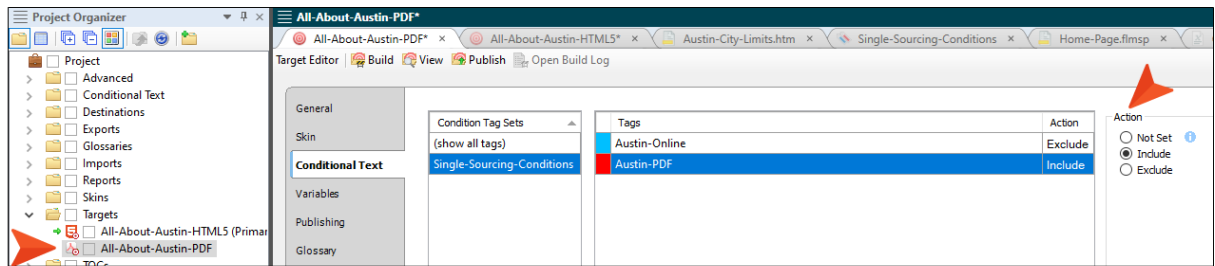 Project Organizer
All-About-Austin-PDF*
All-About-Austin-PDF* × All-About-Austin-HTML5* × Austin-City-Limits.htm × Single-Sourcing-Conditions × Home-Page.flmsp ×
Target Editor Build View Publish Open Build Log
Project
Advanced
Conditional Text
Destinations
Exports
Glossaries
Imports
Reports
Skins
Targets
All-About-Austin-HTML5 (Primar
All-About-Austin-PDF
TOCs
General
Skin
Conditional Text
Variables
Publishing
Glossary
Condition Tag Sets
(show all tags)
Single-Sourcing-Conditions
Tags Action
Austin-Online Exclude
Austin-PDF Include
Action
Not Set
Include
Exclude